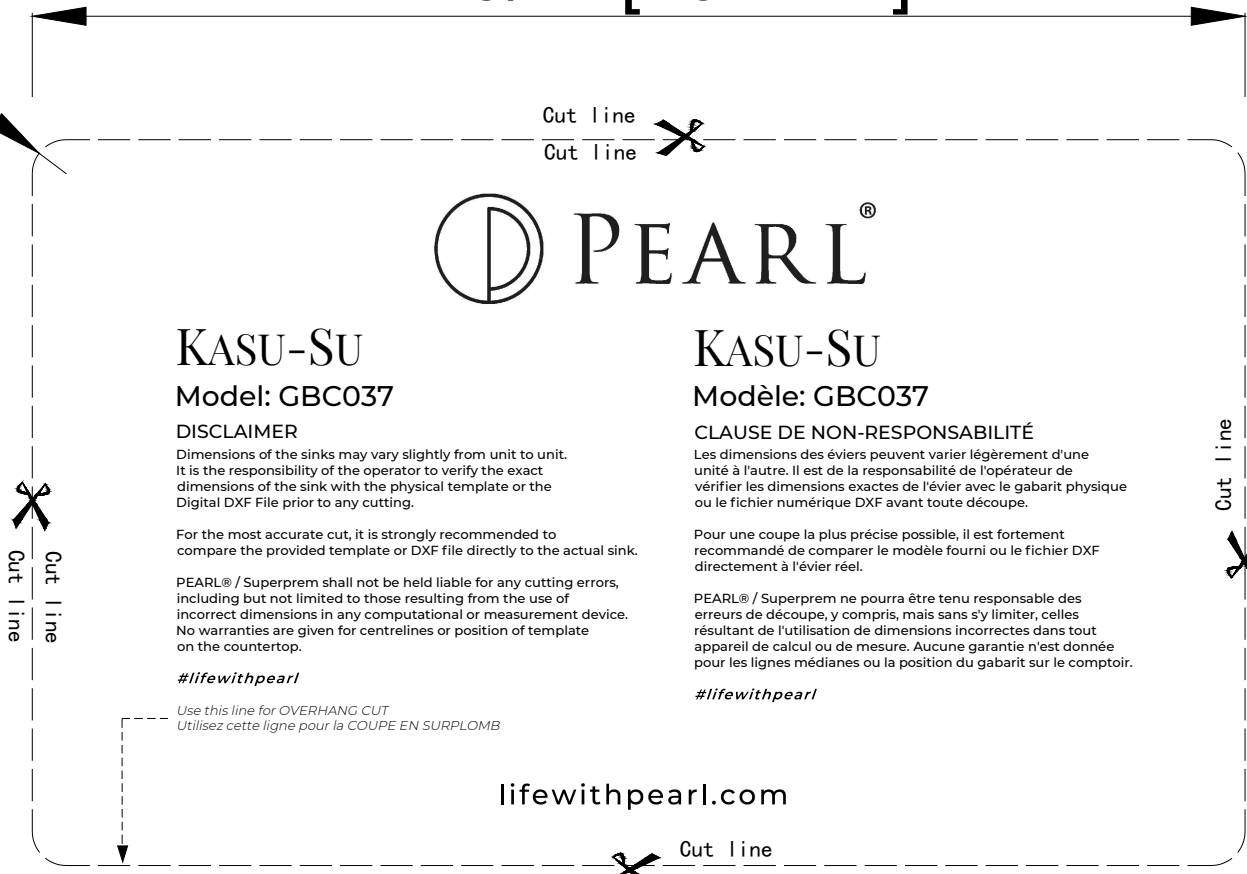 Cut line
Cut line
PEARL®
KASU-SU
Model: GBC037
DISCLAIMER
Dimensions of the sinks may vary slightly from unit to unit.
It is the responsibility of the operator to verify the exact
dimensions of the sink with the physical template or the
Digital DXF File prior to any cutting.
For the most accurate cut, it is strongly recommended to
compare the provided template or DXF file directly to the actual sink.
PEARL® / Superprem shall not be held liable for any cutting errors,
including but not limited to those resulting from the use of
incorrect dimensions in any computational or measurement device.
No warranties are given for centrelines or position of template
on the countertop.
#lifewithpearl
Use this line for OVERHANG CUT
Utilisez cette ligne pour la COUPE EN SURPLOMB
KASU-SU
Modèle: GBC037
CLAUSE DE NON-RESPONSABILITÉ
Les dimensions des éviers peuvent varier légèrement d'une
unité à l'autre. Il est de la responsabilité de l'opérateur de
vérifier les dimensions exactes de l'évier avec le gabarit physique
ou le fichier numérique DXF avant toute découpe.
Pour une coupe la plus précise possible, il est fortement
recommandé de comparer le modèle fourni ou le fichier DXF
directement à l'évier réel.
PEARL® / Superprem ne pourra être tenu responsable des
erreurs de découpe, y compris, mais sans s'y limiter, celles
résultant de l'utilisation de dimensions incorrectes dans tout
appareil de calcul ou de mesure. Aucune garantie n'est donnée
pour les lignes médianes ou la position du gabarit sur le comptoir.
#lifewithpearl
Cut line
Cut line
Cut line
lifewithpearl.com
Cut line